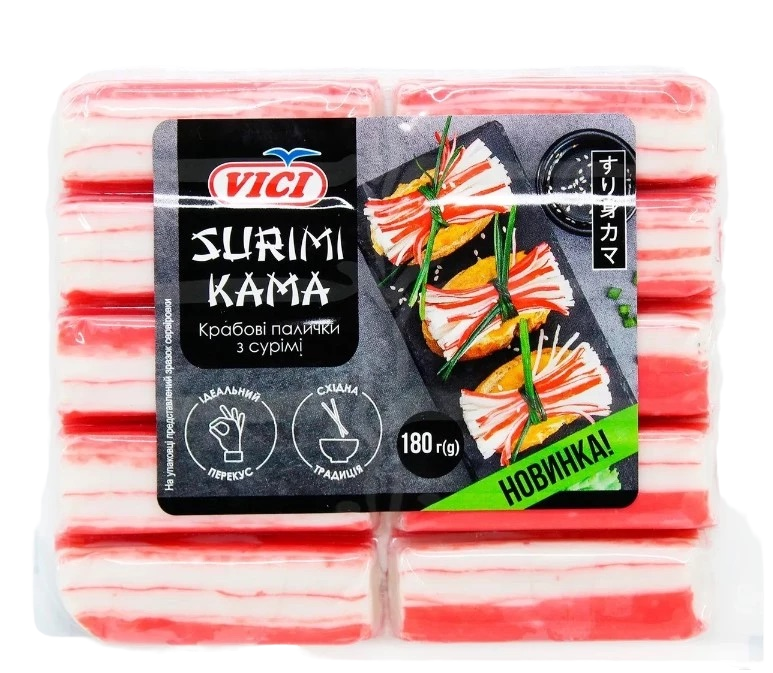 VICI
SURIMI
KAMA
Крабові палички
з сурімі
ІДЕАЛЬНИЙ
ПЕРЕКУС
СХІДНА
ТРАДИЦІЯ
180 г(g)
НОВИНКА!
すり身カマ
На упаковці представлений зразок сервіровки